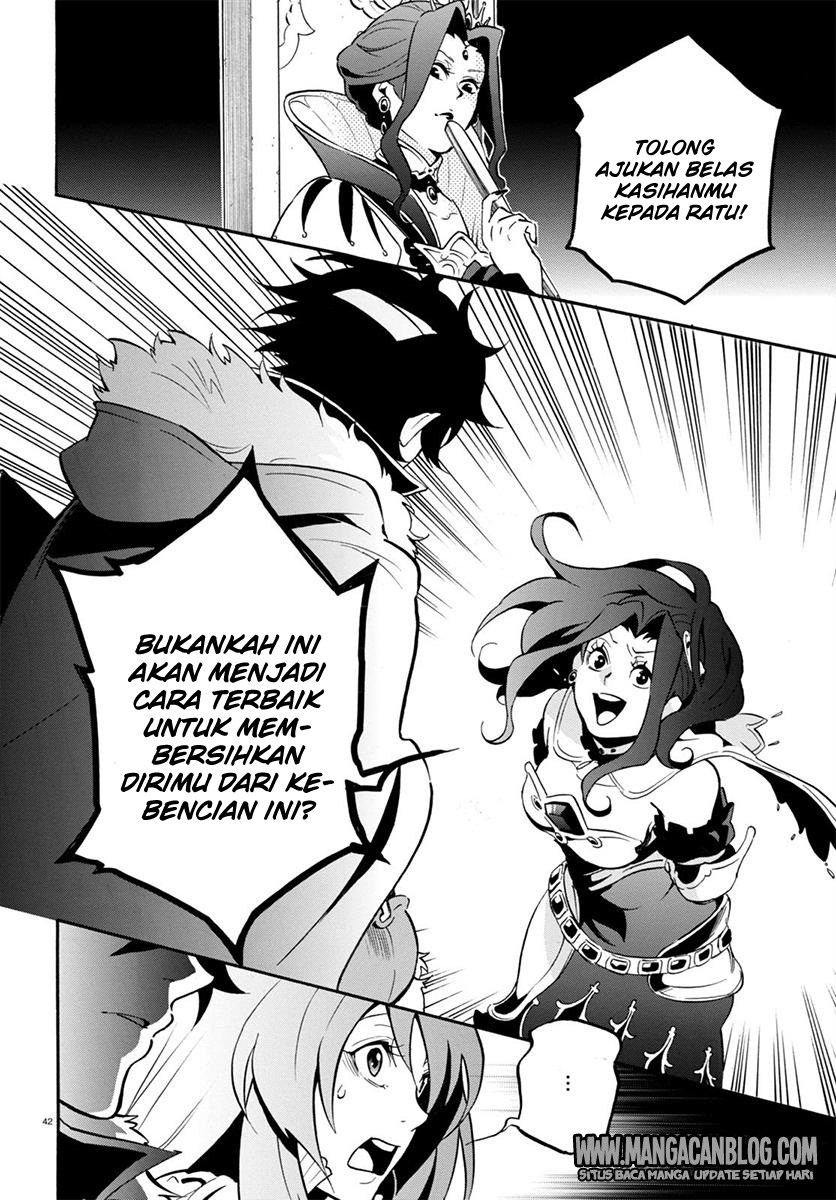 TOLONG
AJUKAN BELAS
KASIHANMU
KEPADA RATU!
BUKANKAH INI
AKAN MENJADI
CARA TERBAIK
UNTUK MEM-
BERSIHKAN
DIRIMU DARI KE-
BENCIAN INI?
...
42
WWW.MANGACANBLOG.COM
SITUS BACA MANGA UPDATE SETIAP HARI